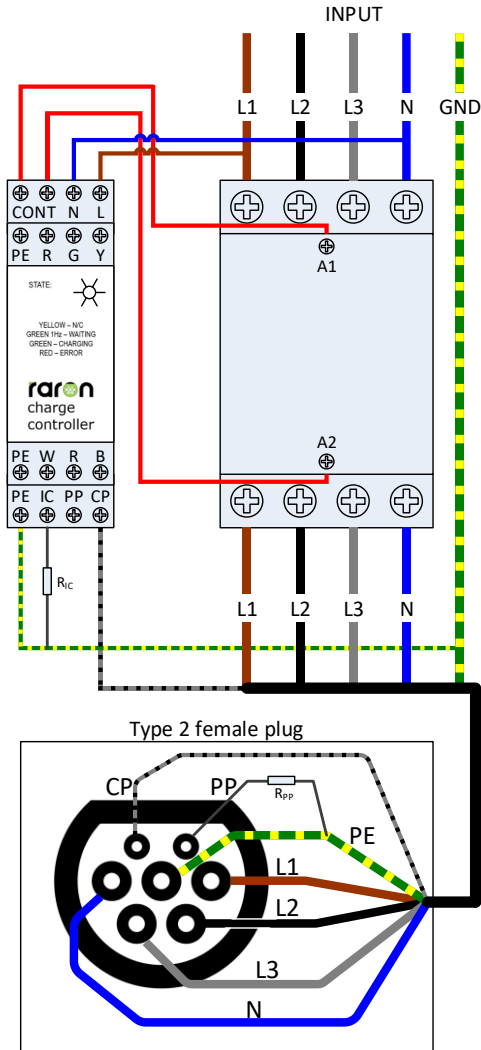 INPUT
L1 L2 L3 N GND
CONT N L
PE R G Y
A1
STATE:
YELLOW – N/C
GREEN 1Hz – WAITING
GREEN – CHARGING
RED – ERROR
raron
charge
controller
A2
PE W R B
PE IC PP CP
RIC
L1 L2 L3 N
Type 2 female plug
CP PP RPP
PE
L1
L2
L3
N